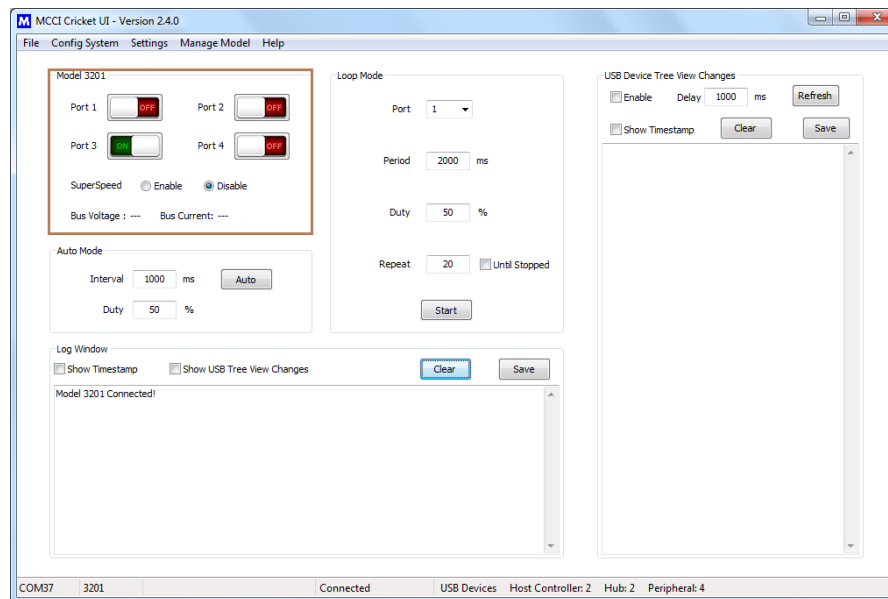 M MCCI Cricket UI - Version 2.4.0
File Config System Settings Manage Model Help
Model 3201
Port 1 OFF Port 2 OFF
Port 3 ON Port 4 OFF
SuperSpeed Enable Disable
Bus Voltage : --- Bus Current: ---
Auto Mode
Interval 1000 ms Auto
Duty 50 %
Loop Mode
Port 1
Period 2000 ms
Duty 50 %
Repeat 20 Until Stopped
Start
USB Device Tree View Changes
Enable Delay 1000 ms Refresh
Show Timestamp Clear Save
Log Window
Show Timestamp Show USB Tree View Changes Clear Save
Model 3201 Connected!
COM37 3201 Connected USB Devices Host Controller: 2 Hub: 2 Peripheral: 4